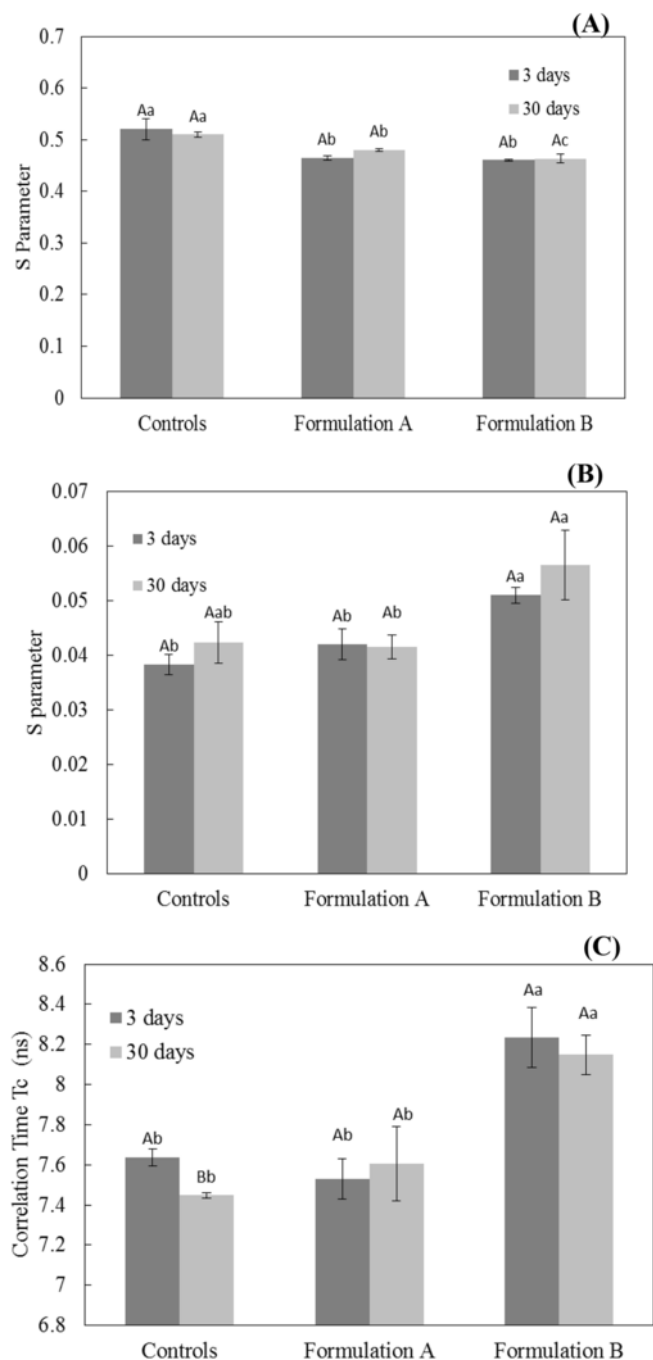 (A)
0.7
0.6
0.5
0.4
0.3
0.2
0.1
0
S Parameter
3 days
30 days
Aa Aa Ab Ab Ab Ac
Controls Formulation A Formulation B
(B)
0.07
0.06
0.05
0.04
0.03
0.02
0.01
0
S parameter
3 days
30 days
Ab Aab Ab Ab Aa Aa
Controls Formulation A Formulation B
(C)
8.6
8.4
8.2
8
7.8
7.6
7.4
7.2
7
6.8
Correlation Time Tc (ns)
3 days
30 days
Ab Bb Ab Ab Aa Aa
Controls Formulation A Formulation B